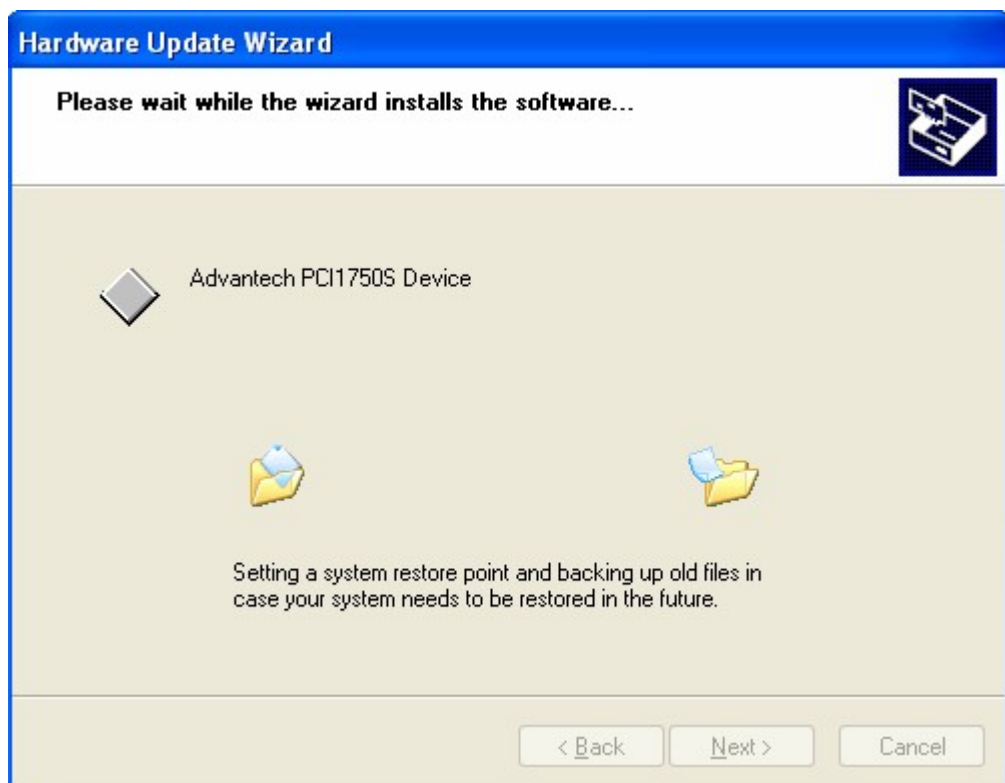 Hardware Update Wizard
Please wait while the wizard installs the software...
Advantech PCI1750S Device
Setting a system restore point and backing up old files in
case your system needs to be restored in the future.
< Back
Next >
Cancel